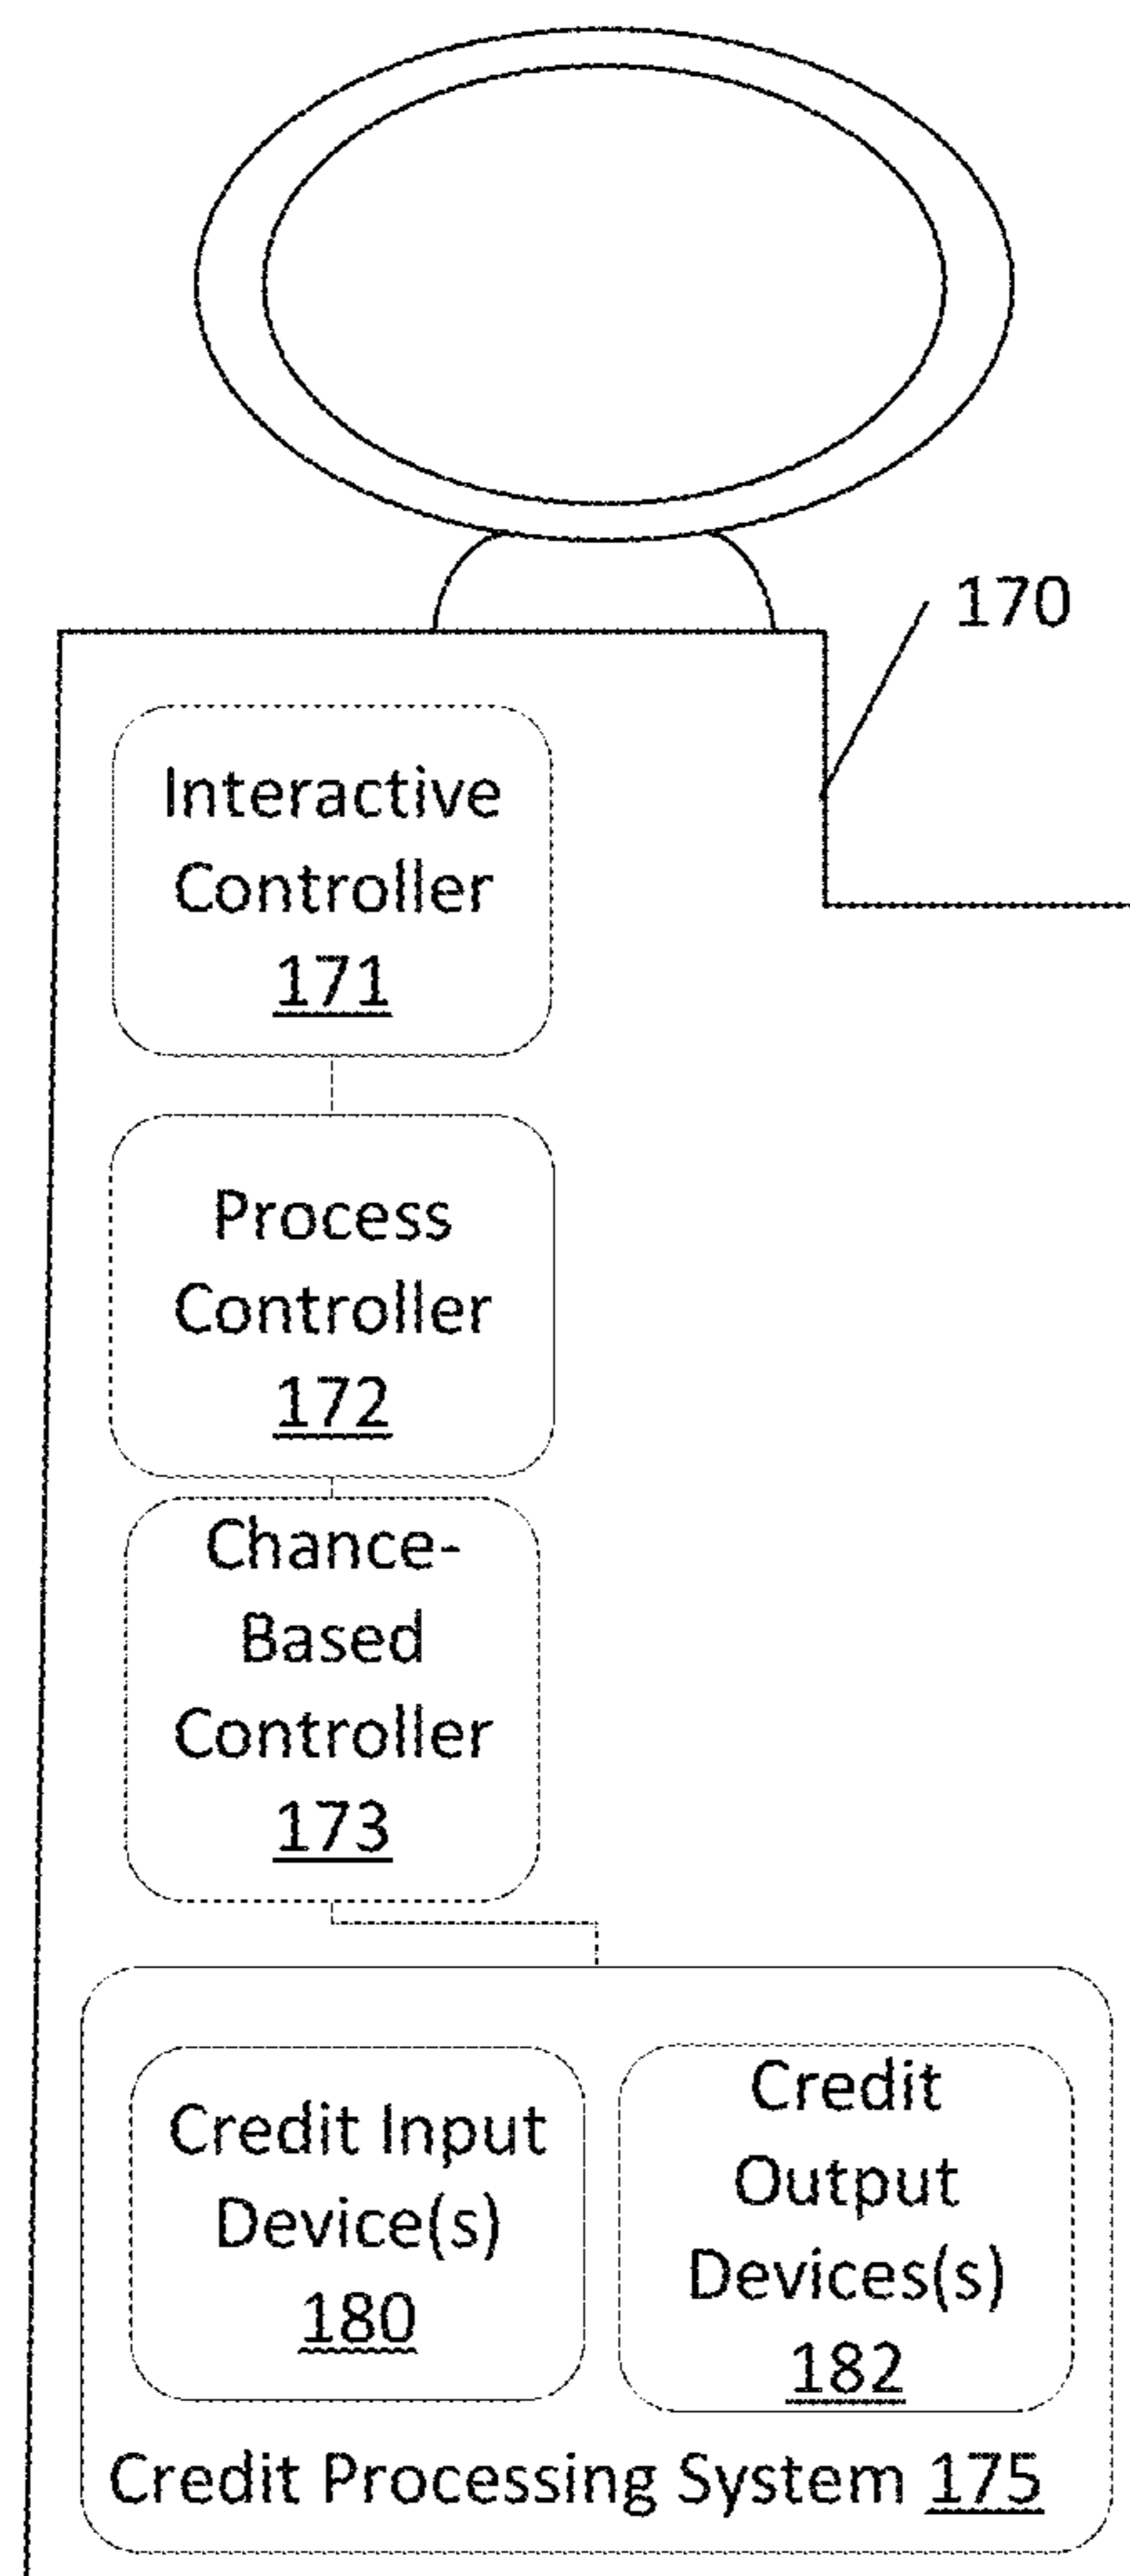 170
Interactive
Controller
171
Process
Controller
172
Chance-
Based
Controller
173
Credit Input
Device(s)
180
Credit
Output
Devices(s)
182
Credit Processing System 175